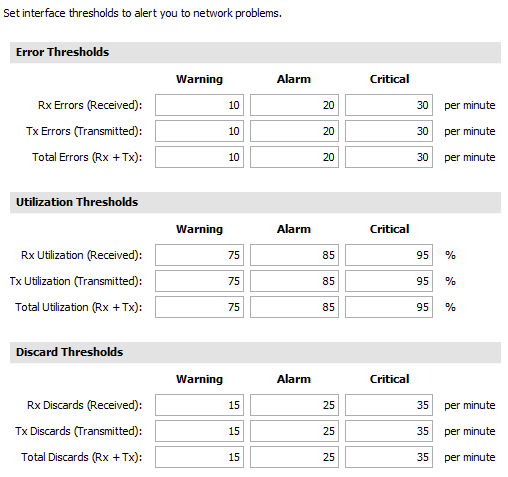 Set interface thresholds to alert you to network problems.
Error Thresholds
Warning Alarm Critical
Rx Errors (Received): 10 20 30 per minute
Tx Errors (Transmitted): 10 20 30 per minute
Total Errors (Rx + Tx): 10 20 30 per minute
Utilization Thresholds
Warning Alarm Critical
Rx Utilization (Received): 75 85 95 %
Tx Utilization (Transmitted): 75 85 95 %
Total Utilization (Rx + Tx): 75 85 95 %
Discard Thresholds
Warning Alarm Critical
Rx Discards (Received): 15 25 35 per minute
Tx Discards (Transmitted): 15 25 35 per minute
Total Discards (Rx + Tx): 15 25 35 per minute